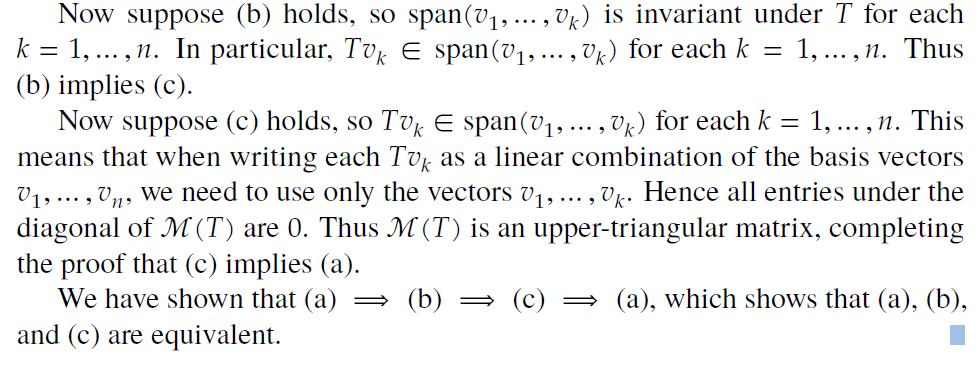 Now suppose (b) holds, so span(v₁, … , vₖ) is invariant under T for each
k = 1, … , n. In particular, Tvₖ ∈ span(v₁, … , vₖ) for each k = 1, … , n. Thus
(b) implies (c).
Now suppose (c) holds, so Tvₖ ∈ span(v₁, … , vₖ) for each k = 1, … , n. This
means that when writing each Tvₖ as a linear combination of the basis vectors
v₁, … , vₙ, we need to use only the vectors v₁, … , vₖ. Hence all entries under the
diagonal of ℳ(T) are 0. Thus ℳ(T) is an upper-triangular matrix, completing
the proof that (c) implies (a).
We have shown that (a) ⟹ (b) ⟹ (c) ⟹ (a), which shows that (a), (b),
and (c) are equivalent.